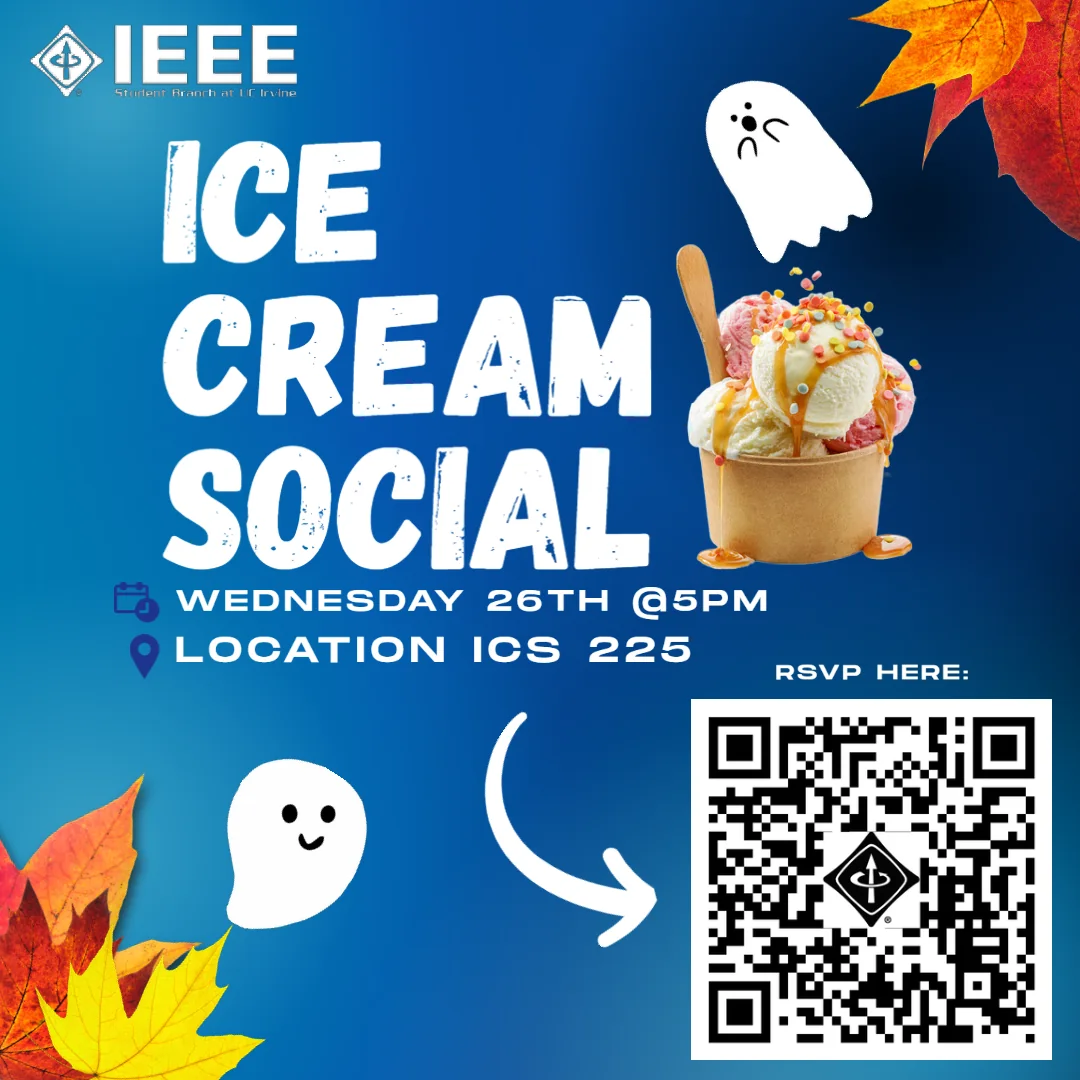 IEEE
Student Branch at UC Irvine
ICE
CREAM
SOCIAL
WEDNESDAY 26TH @5PM
LOCATION ICS 225
RSVP HERE: